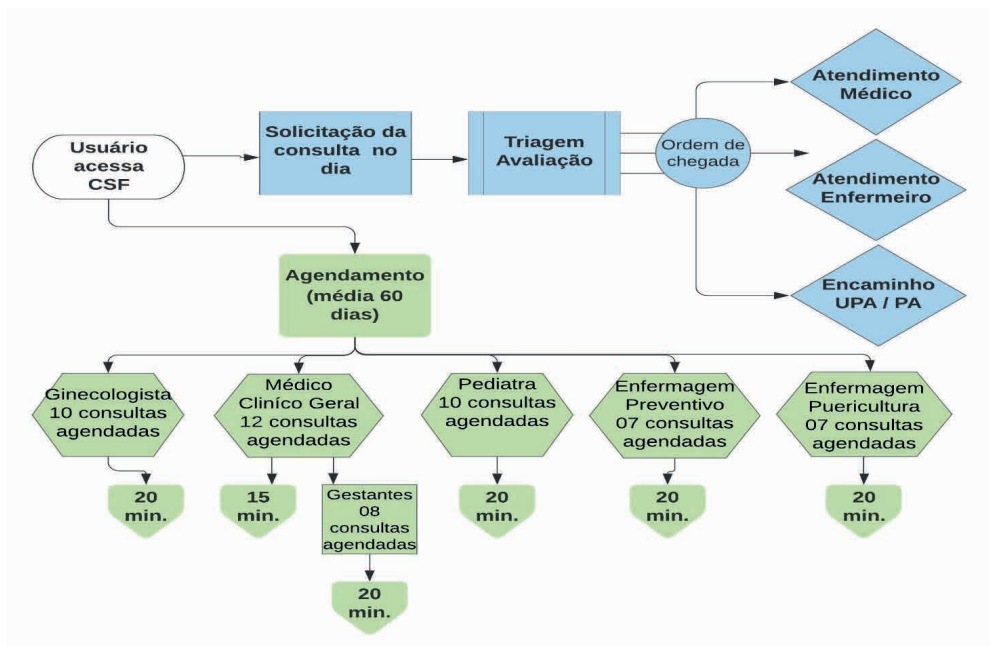 Usuário
acessa
CSF
Solicitação da
consulta no
dia
Triagem
Avaliação
Ordem de
chegada
Atendimento
Médico
Atendimento
Enfermeiro
Encaminho
UPA / PA
Agendamento
(média 60
dias)
Ginecologista
10 consultas
agendadas
Médico
Cliníco Geral
12 consultas
agendadas
Pediatra
10 consultas
agendadas
Enfermagem
Preventivo
07 consultas
agendadas
Enfermagem
Puericultura
07 consultas
agendadas
20
min.
15
min.
Gestantes
08
consultas
agendadas
20
min.
20
min.
20
min.
20
min.